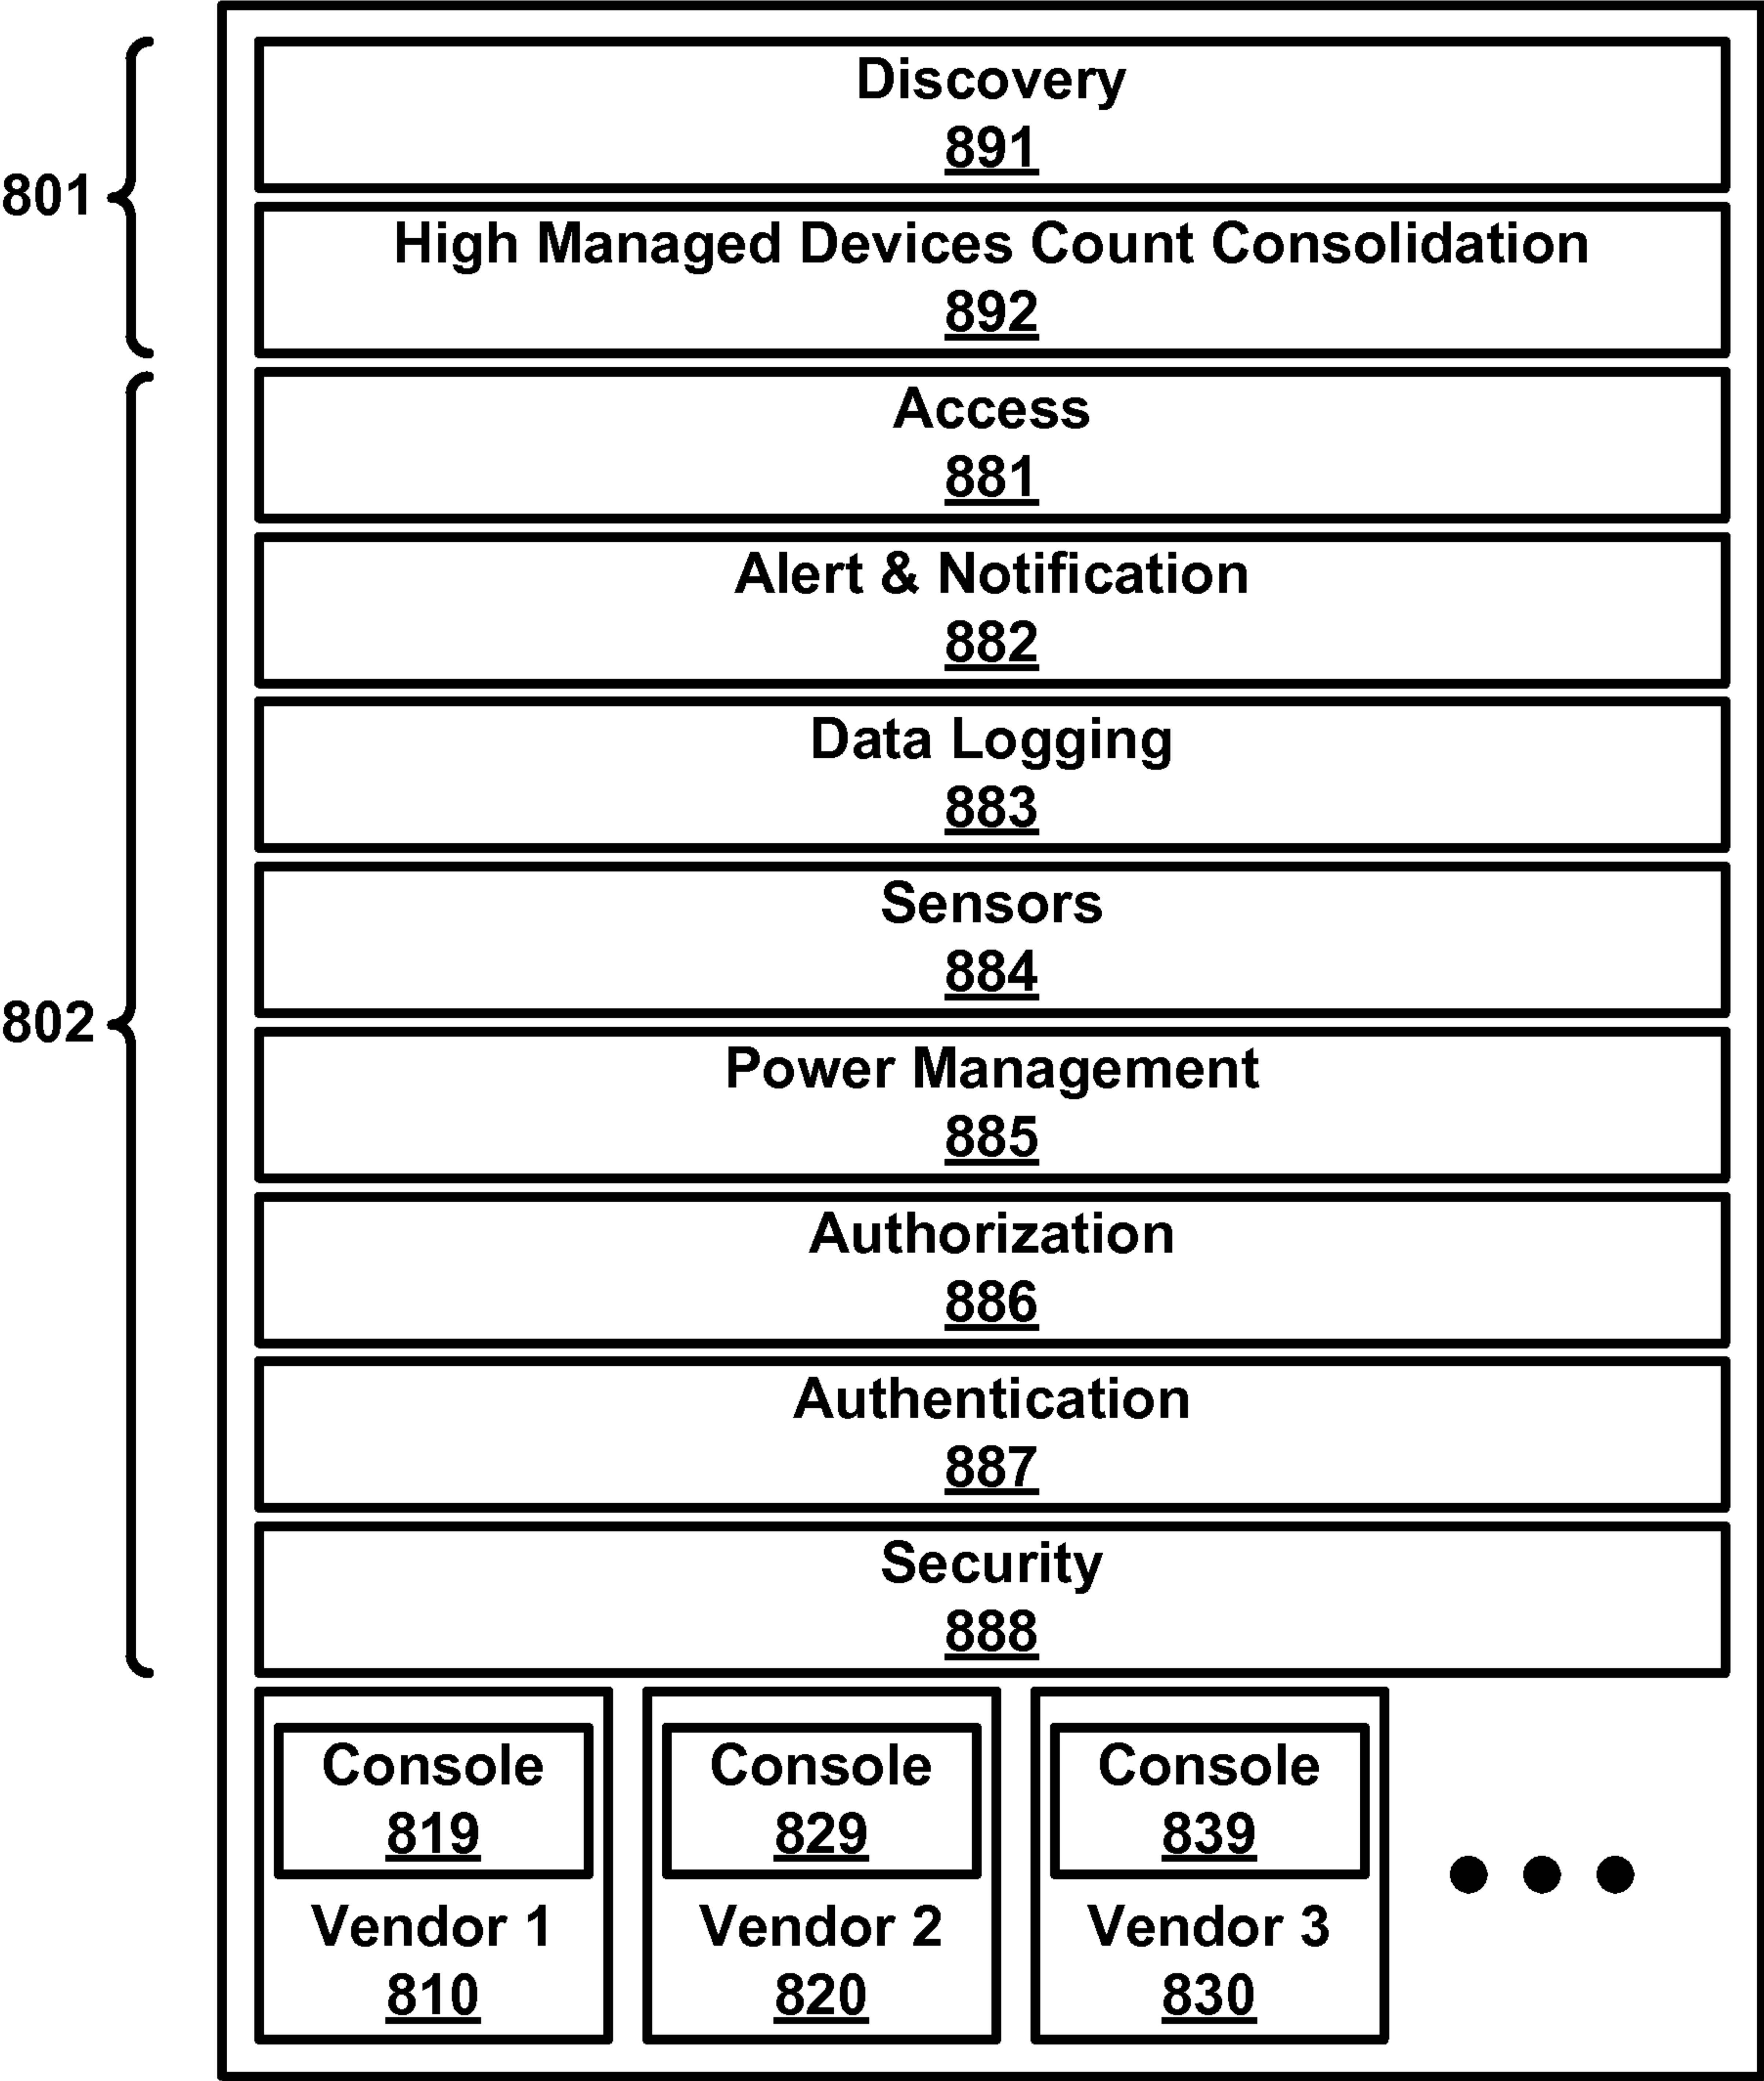 Discovery
891
801
High Managed Devices Count Consolidation
892
Access
881
Alert & Notification
882
Data Logging
883
Sensors
884
802
Power Management
885
Authorization
886
Authentication
887
Security
888
Console
819
Vendor 1
810
Console
829
Vendor 2
820
Console
839
Vendor 3
830